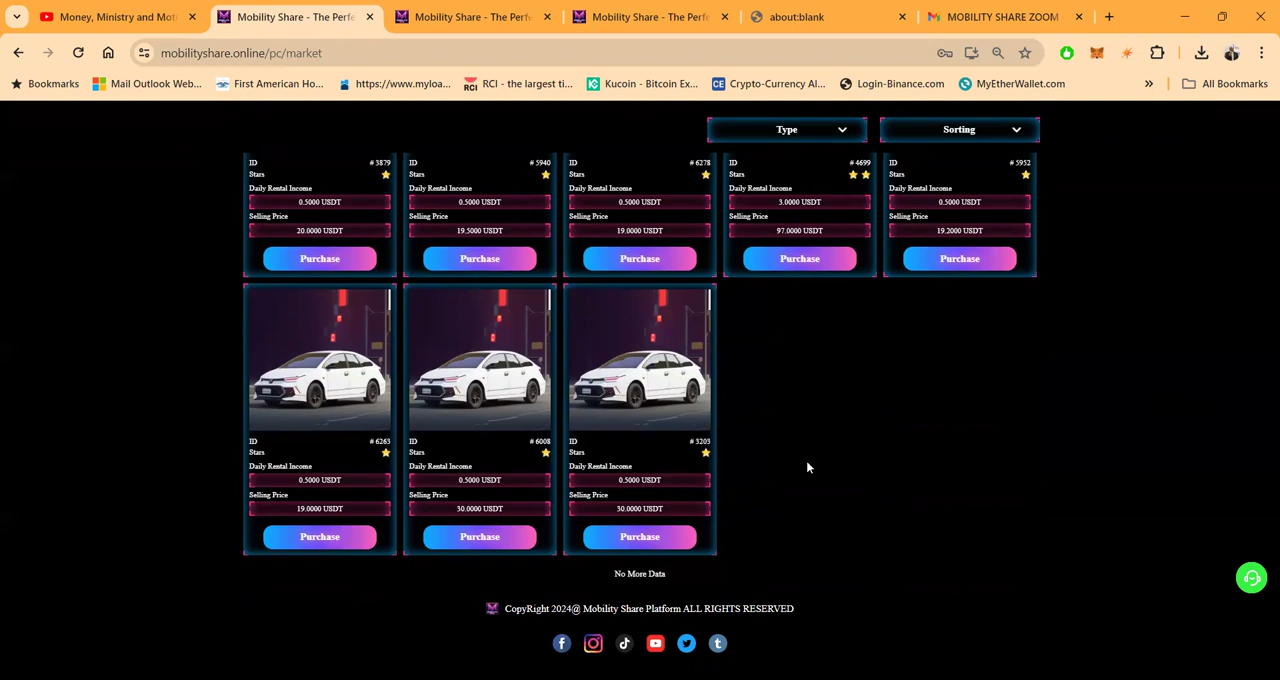 Money, Ministry and Mot
Mobility Share - The Perfe
Mobility Share - The Perfe
Mobility Share - The Perfe
about:blank
MOBILITY SHARE ZOOM
mobilityshare.online/pc/market
Bookmarks
Mail Outlook Web...
First American Ho...
https://www.myloa...
RCI - the largest ti...
Kucoin - Bitcoin Ex...
Crypto-Currency Al...
Login-Binance.com
MyEtherWallet.com
»
All Bookmarks
Type
Sorting
ID # 3879
Stars
Daily Rental Income
0.5000 USDT
Selling Price
20.0000 USDT
Purchase
ID # 5940
Stars
Daily Rental Income
0.5000 USDT
Selling Price
19.5000 USDT
Purchase
ID # 6278
Stars
Daily Rental Income
0.5000 USDT
Selling Price
19.0000 USDT
Purchase
ID # 4699
Stars
Daily Rental Income
3.0000 USDT
Selling Price
97.0000 USDT
Purchase
ID # 5952
Stars
Daily Rental Income
0.5000 USDT
Selling Price
19.2000 USDT
Purchase
ID # 6263
Stars
Daily Rental Income
0.5000 USDT
Selling Price
19.0000 USDT
Purchase
ID # 6008
Stars
Daily Rental Income
0.5000 USDT
Selling Price
30.0000 USDT
Purchase
ID # 3203
Stars
Daily Rental Income
0.5000 USDT
Selling Price
30.0000 USDT
Purchase
No More Data
CopyRight 2024@ Mobility Share Platform ALL RIGHTS RESERVED